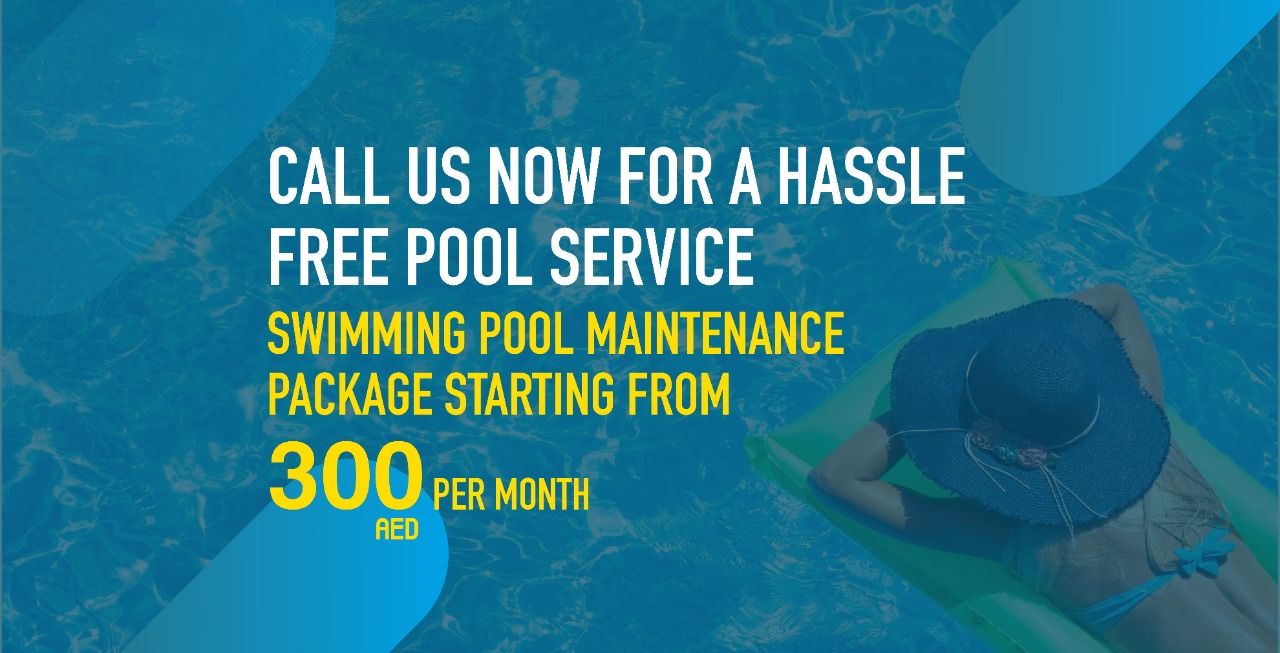 CALL US NOW FOR A HASSLE
FREE POOL SERVICE
SWIMMING POOL MAINTENANCE
PACKAGE STARTING FROM
300 PER MONTH
AED